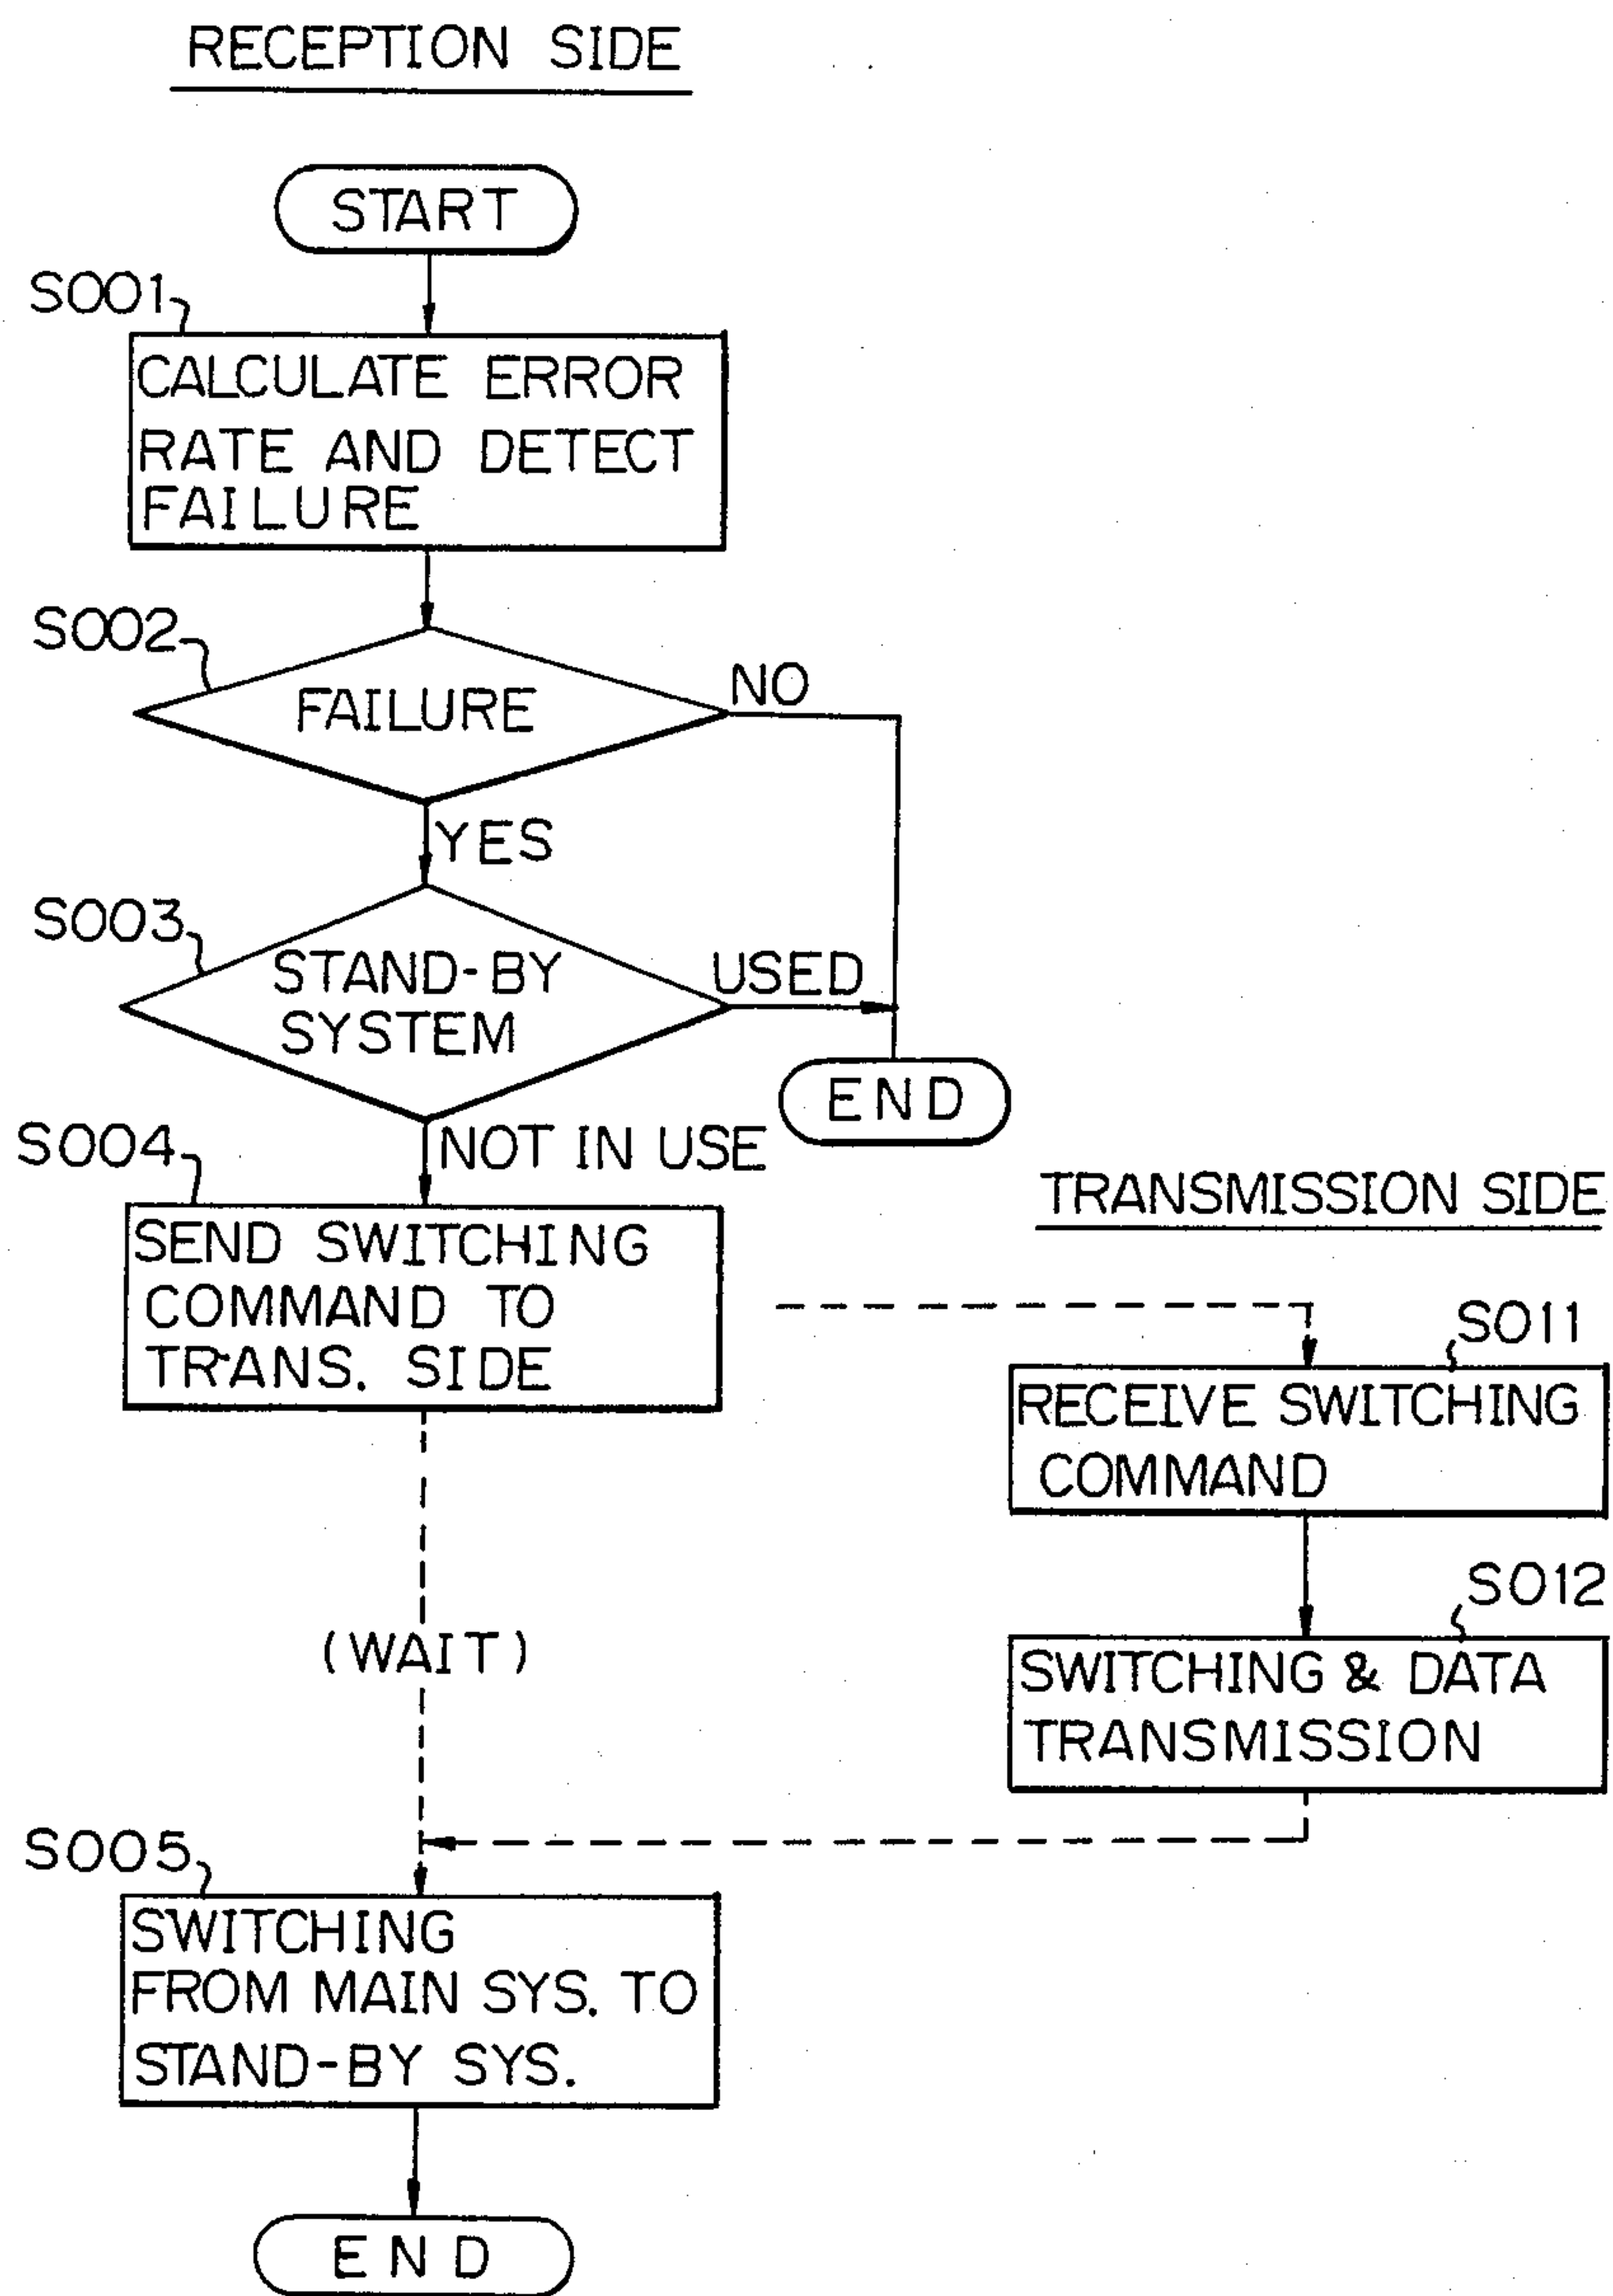 RECEPTION SIDE
START
S001
CALCULATE ERROR
RATE AND DETECT
FAILURE
S002
FAILURE
NO
YES
S003
STAND-BY
SYSTEM
USED
END
NOT IN USE
S004
SEND SWITCHING
COMMAND TO
TRANS. SIDE
TRANSMISSION SIDE
S011
RECEIVE SWITCHING
COMMAND
S012
SWITCHING & DATA
TRANSMISSION
(WAIT)
S005
SWITCHING
FROM MAIN SYS. TO
STAND-BY SYS.
END